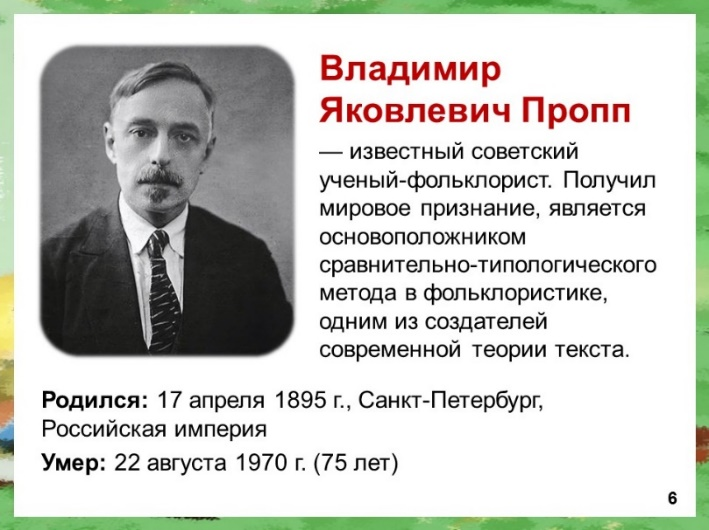 Владимир
Яковлевич Пропп
— известный советский
ученый-фольклорист. Получил
мировое признание, является
основоположником
сравнительно-типологического
метода в фольклористике,
одним из создателей
современной теории текста.
Родился: 17 апреля 1895 г., Санкт-Петербург,
Российская империя
Умер: 22 августа 1970 г. (75 лет)
6